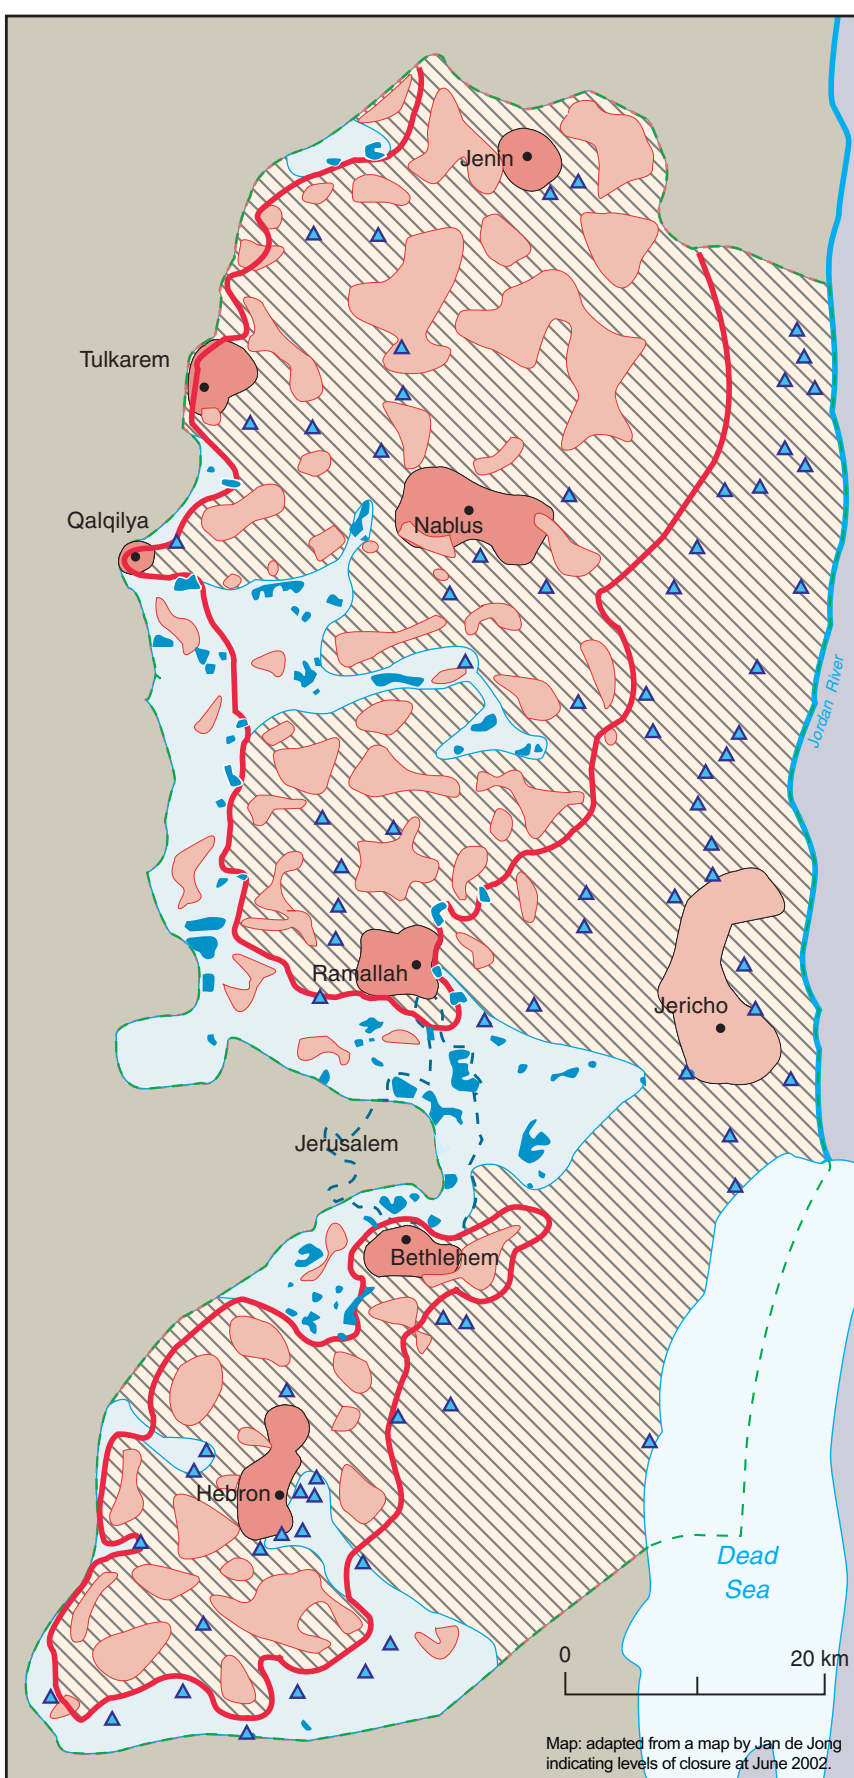 Jenin
Tulkarem
Qalqilya
Nablus
Jordan River
Ramallah
Jericho
Jerusalem
Bethlehem
Hebron
Dead
Sea
0
20 km
Map: adapted from a map by Jan de Jong
indicating levels of closure at June 2002.